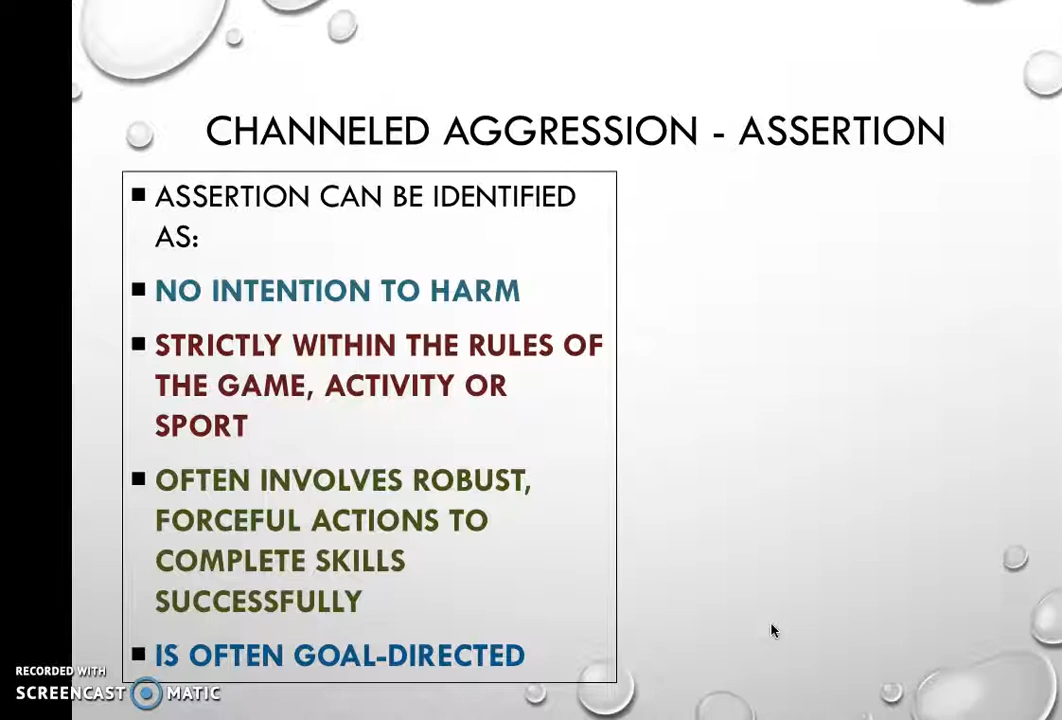 CHANNELED AGGRESSION - ASSERTION
■ ASSERTION CAN BE IDENTIFIED
AS:
■ NO INTENTION TO HARM
■ STRICTLY WITHIN THE RULES OF
THE GAME, ACTIVITY OR
SPORT
■ OFTEN INVOLVES ROBUST,
FORCEFUL ACTIONS TO
COMPLETE SKILLS
SUCCESSFULLY
■ IS OFTEN GOAL-DIRECTED
RECORDED WITH
SCREENCAST MATIC